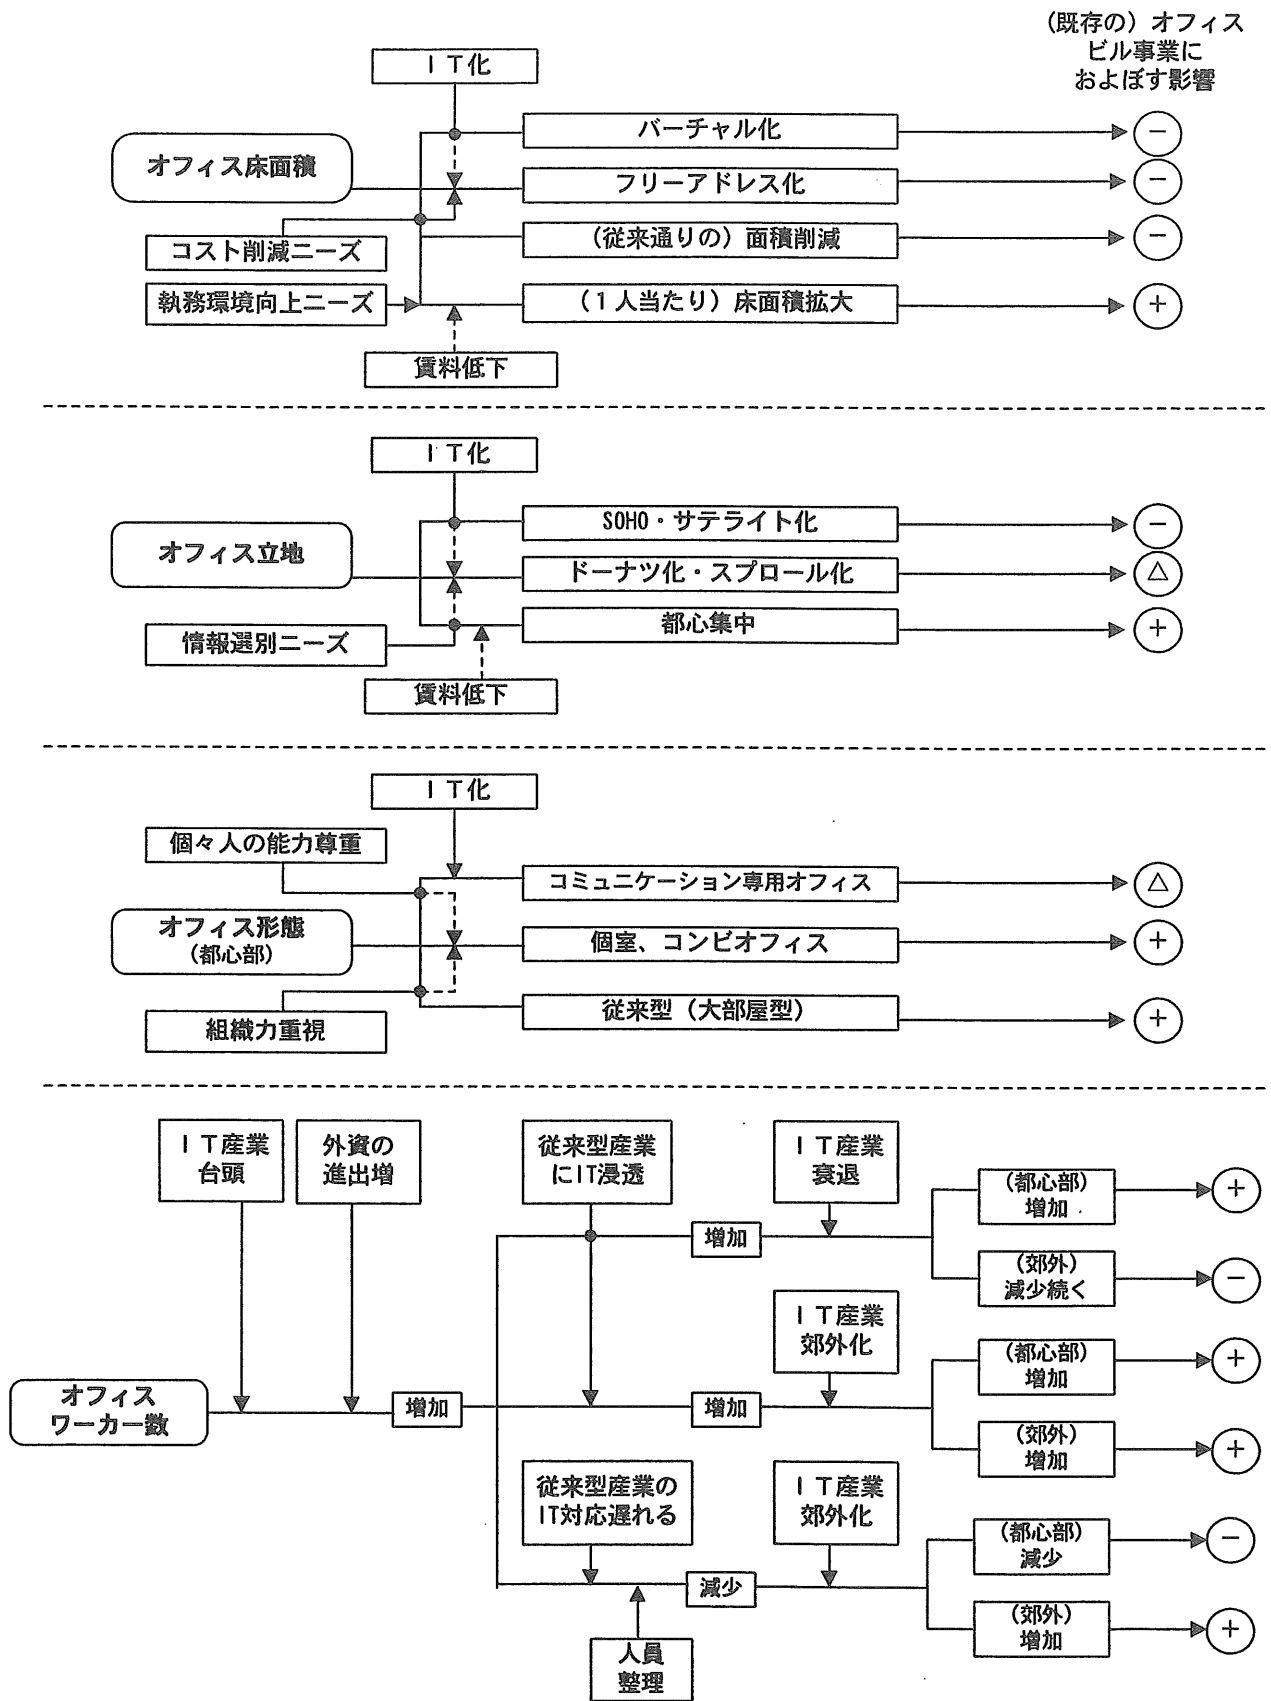 (既存の) オフィス
ビル事業に
およぼす影響
IT化
バーチャル化
−
オフィス床面積
フリーアドレス化
−
コスト削減ニーズ
(従来通りの) 面積削減
−
執務環境向上ニーズ
(1人当たり) 床面積拡大
+
賃料低下
IT化
SOHO・サテライト化
−
オフィス立地
ドーナツ化・スプロール化
△
情報選別ニーズ
都心集中
+
賃料低下
IT化
個々人の能力尊重
コミュニケーション専用オフィス
△
オフィス形態
(都心部)
個室、コンビオフィス
+
組織力重視
従来型 (大部屋型)
+
IT産業
台頭
外資の
進出増
従来型産業
にIT浸透
IT産業
衰退
(都心部)
増加
+
増加
(郊外)
減少続く
−
IT産業
郊外化
(都心部)
増加
+
オフィス
ワーカー数
増加
増加
(郊外)
増加
+
従来型産業の
IT対応遅れる
IT産業
郊外化
(都心部)
減少
−
減少
(郊外)
増加
+
人員
整理